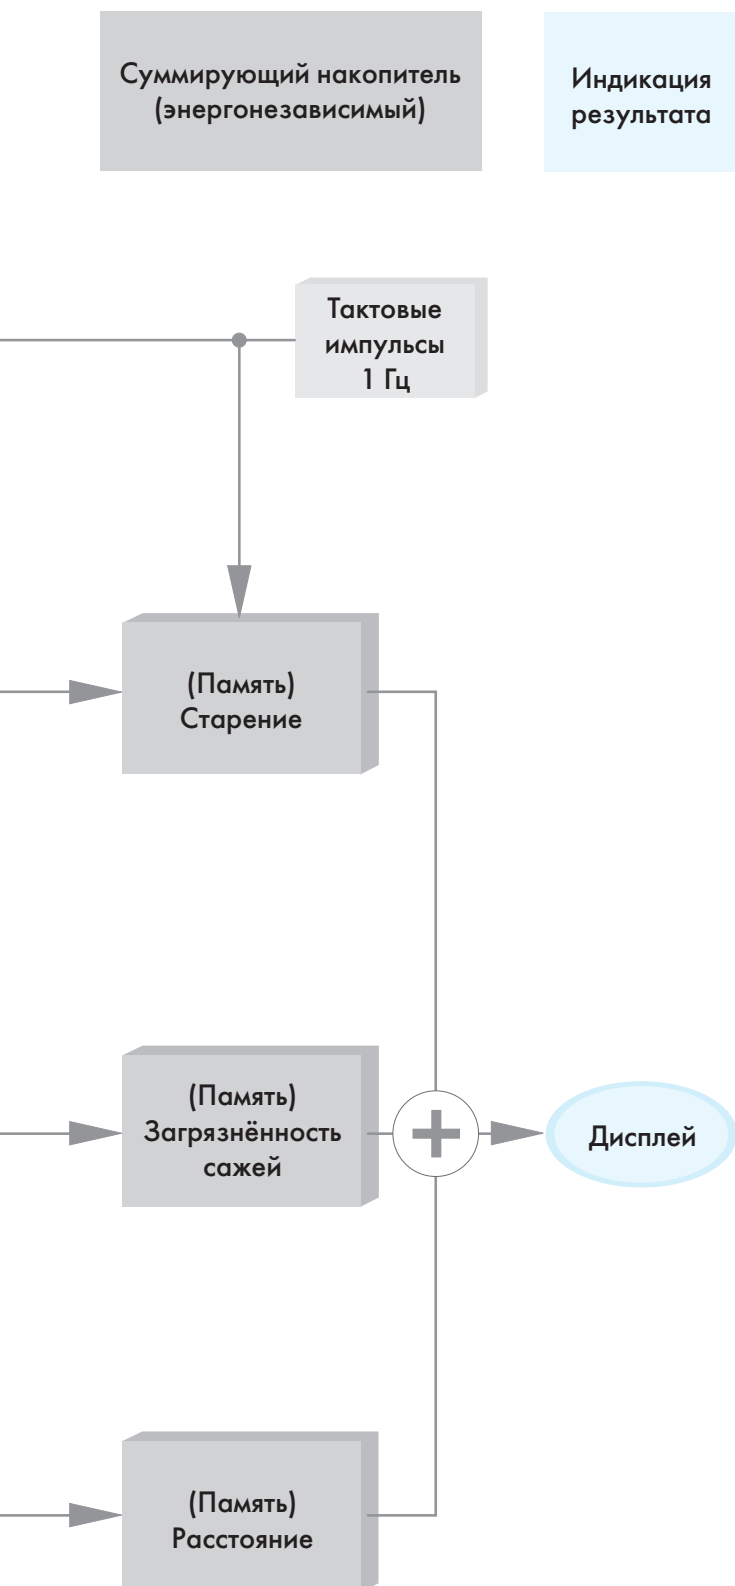 Суммирующий накопитель
(энергонезависимый)
Индикация
результата
Тактовые
импульсы
1 Гц
(Память)
Старение
(Память)
Загрязнённость
сажей
Дисплей
(Память)
Расстояние